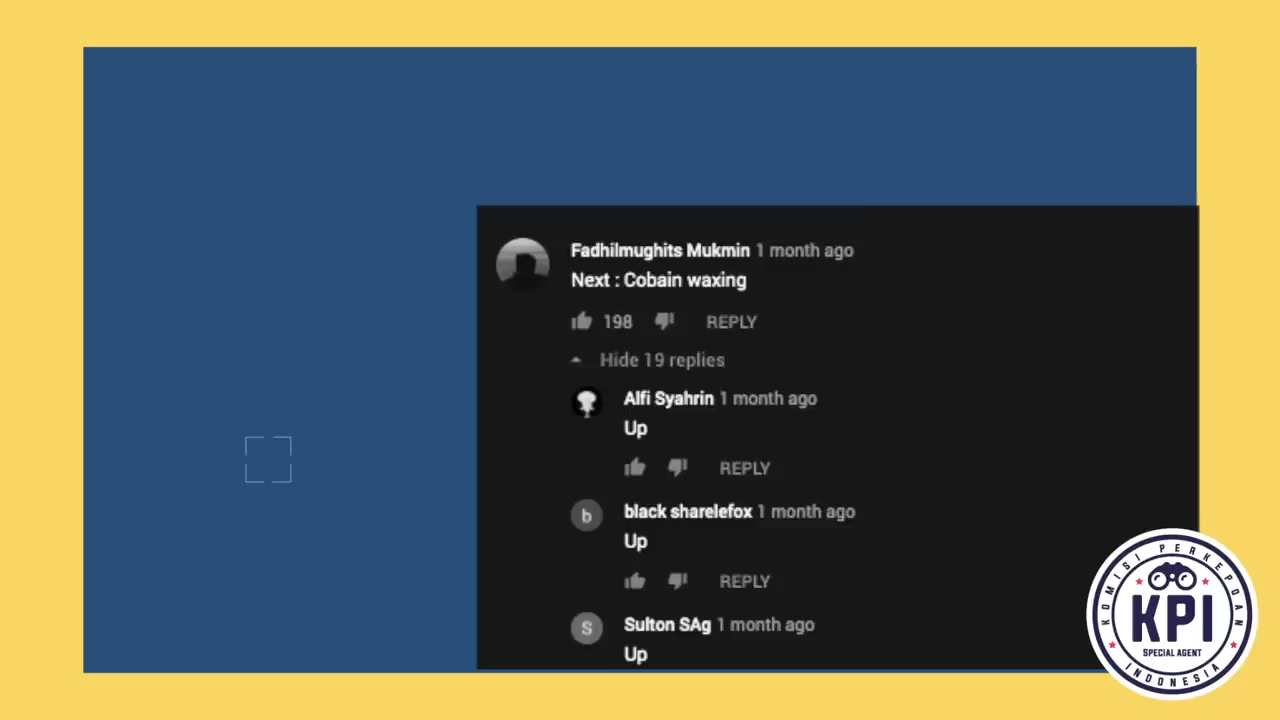 Fadhilmughits Mukmin 1 month ago
Next : Cobain waxing
198 REPLY
Hide 19 replies
Alfi Syahrin 1 month ago
Up
REPLY
b
black sharelefox 1 month ago
Up
REPLY
S
Sulton SAg 1 month ago
Up
KOMISI PERKEPOAN
KPI
SPECIAL AGENT
INDONESIA